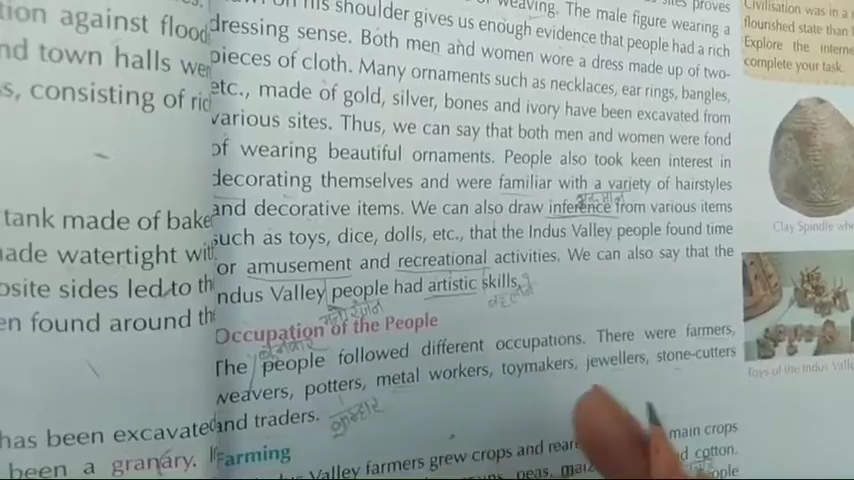 tion against flood
nd town halls wer
s, consisting of ric
tank made of bake
ade watertight wit
osite sides led to th
en found around th
has been excavated
been a granary.
his shoulder gives us enough evidence that people had a rich
weaving. The male figure wearing a
dressing sense. Both men and women wore a dress made up of two-
pieces of cloth. Many ornaments such as necklaces, ear rings, bangles,
etc., made of gold, silver, bones and ivory have been excavated from
various sites. Thus, we can say that both men and women were fond
of wearing beautiful ornaments. People also took keen interest in
decorating themselves and were familiar with a variety of hairstyles
and decorative items. We can also draw inference from various items
such as toys, dice, dolls, etc., that the Indus Valley people found time
or amusement and recreational activities. We can also say that the
ndus Valley people had artistic skills.
मनोरंजन
Occupation of the People
The people followed different occupations. There were farmers,
weavers, potters, metal workers, toymakers, jewellers, stone-cutters
and traders.
कुम्हार
Farming
Valley farmers grew crops and rear
main crops
peas,
cotton.
ople
Civilisation was in a
flourished state than
Explore the interne
complete your task.
Clay Spindle whe
Toys of the Indus Valle